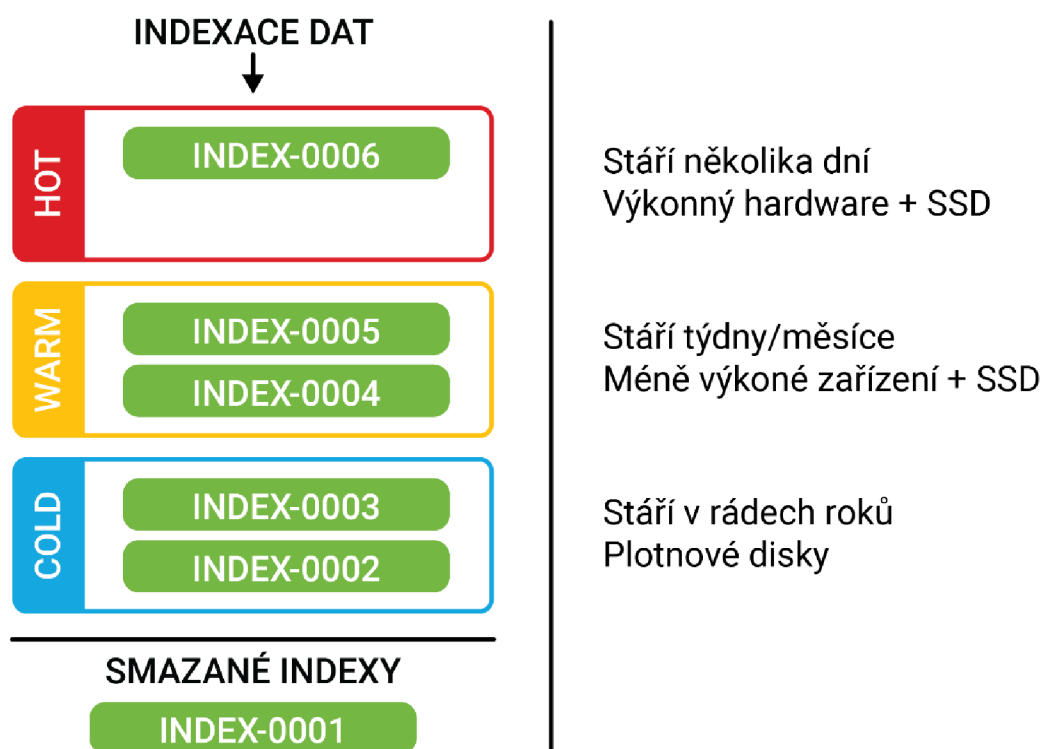 INDEXACE DAT
HOT
INDEX-0006
Stáří několika dní
Výkonný hardware + SSD
WARM
INDEX-0005
INDEX-0004
Stáří týdny/měsíce
Méně výkoné zařízení + SSD
COLD
INDEX-0003
INDEX-0002
Stáří v rádech roků
Plotnové disky
SMAZANÉ INDEXY
INDEX-0001